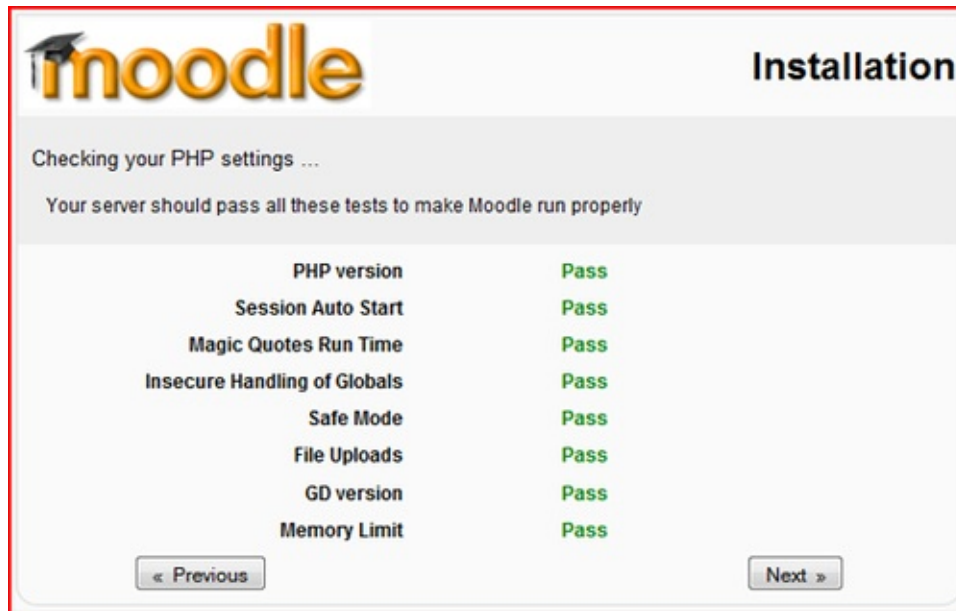 moodle
Installation
Checking your PHP settings ...
Your server should pass all these tests to make Moodle run properly
PHP version Pass
Session Auto Start Pass
Magic Quotes Run Time Pass
Insecure Handling of Globals Pass
Safe Mode Pass
File Uploads Pass
GD version Pass
Memory Limit Pass
« Previous Next »